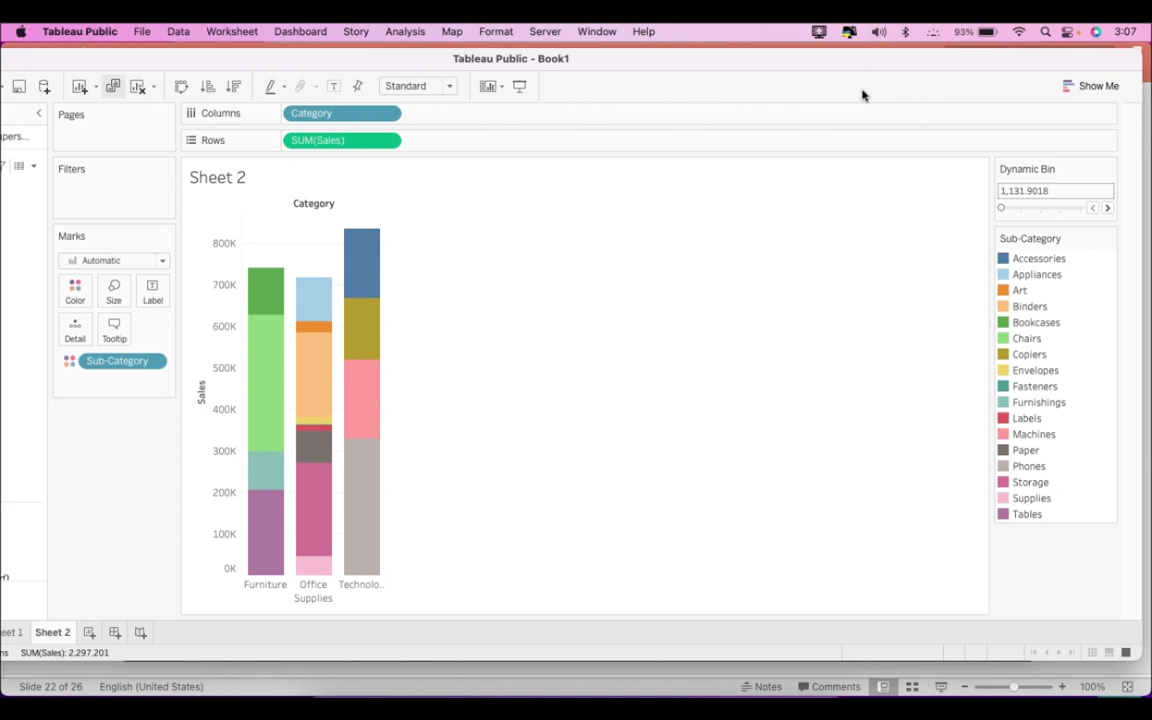 Tableau Public File Data Worksheet Dashboard Story Analysis Map Format Server Window Help 93% 3:07
Tableau Public - Book1
Standard
Show Me
Pages
Columns Category
Rows SUM(Sales)
upers...
Filters
Marks
Automatic
Color Size Label
Detail Tooltip
Sub-Category
Sheet 2
Category
Sales
800K
700K
600K
500K
400K
300K
200K
100K
0K
Furniture Office Supplies Technolo..
Dynamic Bin
1,131.9018
Sub-Category
Accessories
Appliances
Art
Binders
Bookcases
Chairs
Copiers
Envelopes
Fasteners
Furnishings
Labels
Machines
Paper
Phones
Storage
Supplies
Tables
eet 1 Sheet 2
ns SUM(Sales): 2,297,201
Slide 22 of 26 English (United States) Notes Comments 100%